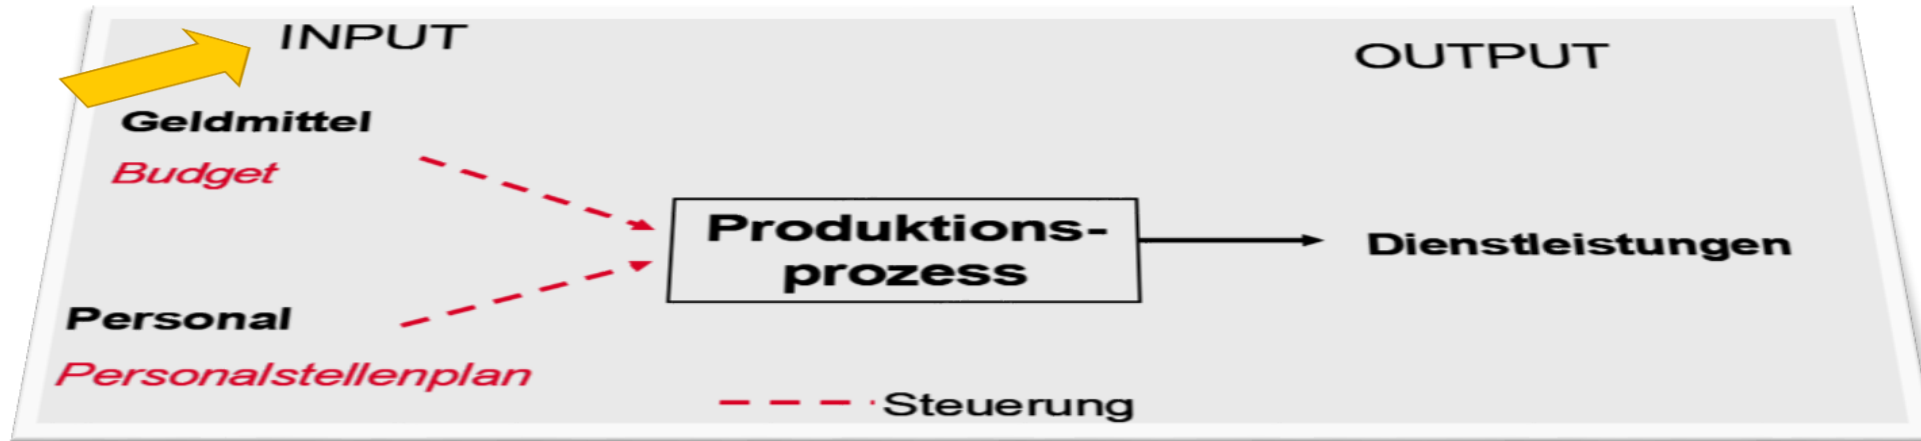 INPUT
OUTPUT
Geldmittel
Budget
Produktions-
prozess
Dienstleistungen
Personal
Personalstellenplan
Steuerung